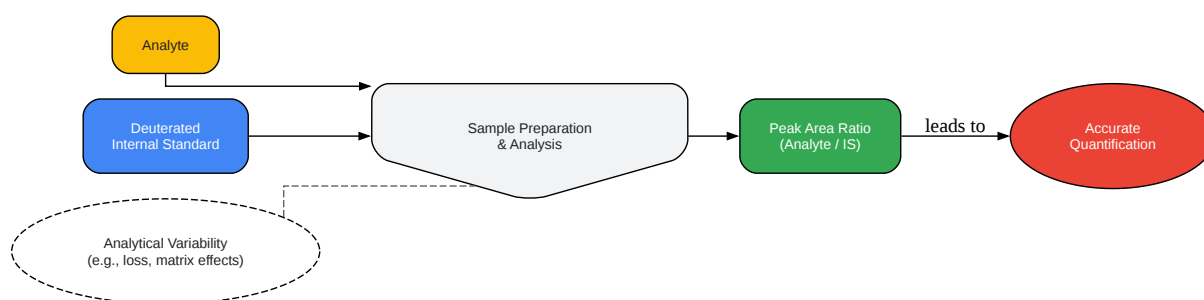 Analyte
Deuterated
Internal Standard
Sample Preparation
& Analysis
Peak Area Ratio
(Analyte / IS)
leads to
Accurate
Quantification
Analytical Variability
(e.g., loss, matrix effects)